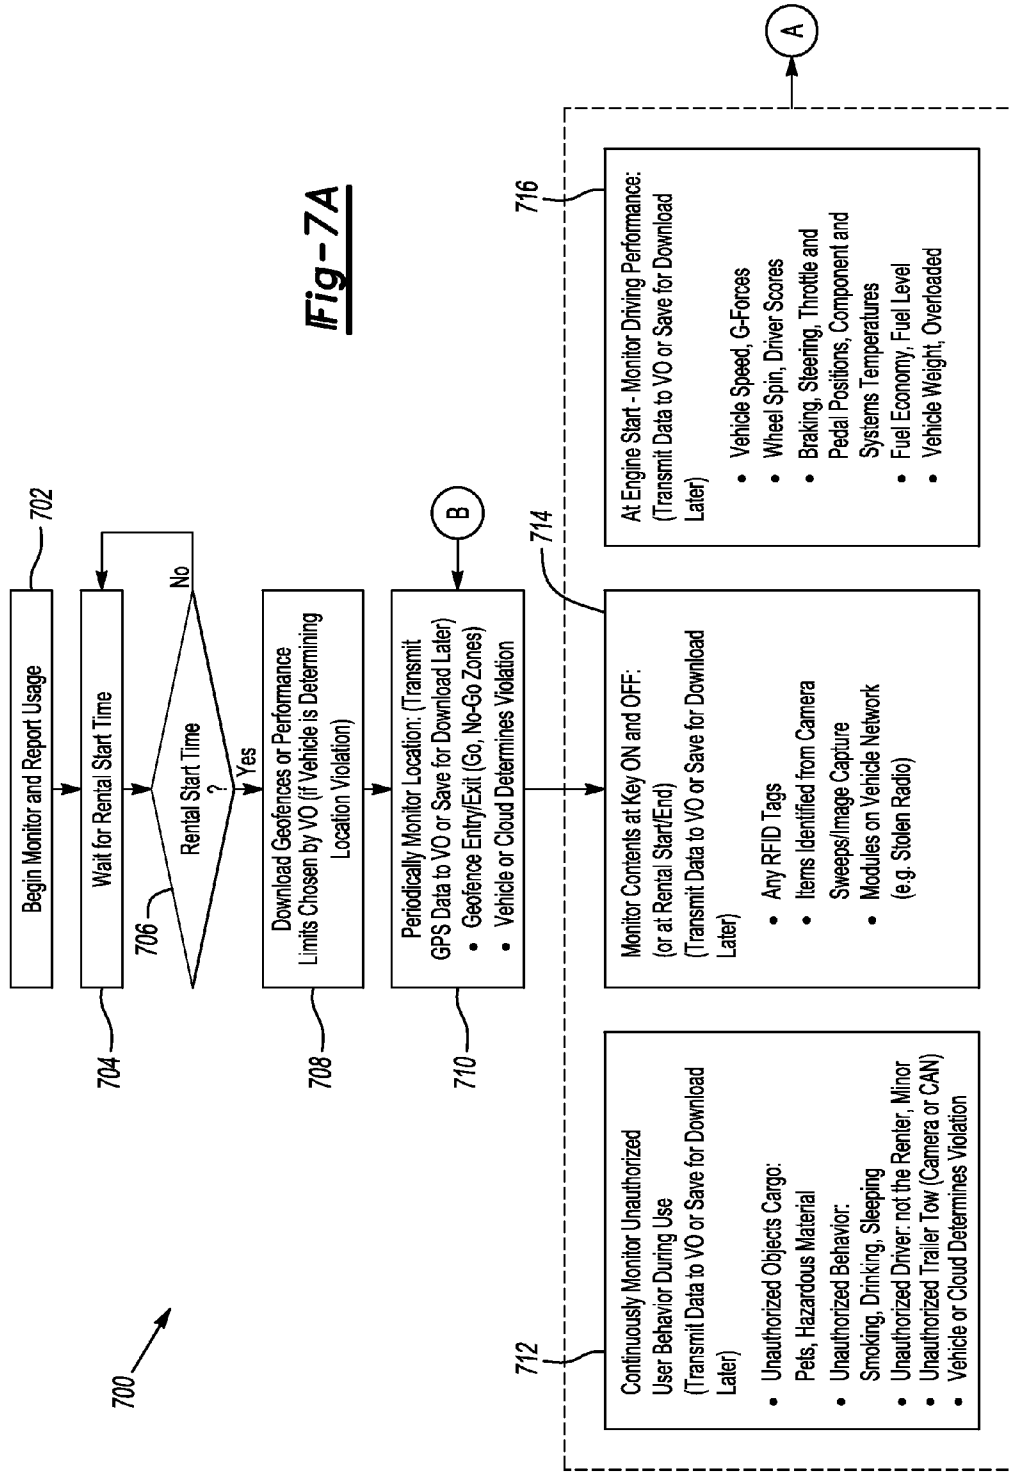 700
Begin Monitor and Report Usage
702
Wait for Rental Start Time
704
Rental Start Time
?
706
No
Yes
Download Geofences or Performance
Limits Chosen by VO (if Vehicle is Determining
Location Violation)
708
Periodically Monitor Location: (Transmit
GPS Data to VO or Save for Download Later)
• Geofence Entry/Exit (Go, No-Go Zones)
• Vehicle or Cloud Determines Violation
710
B
Fig-7A
712
Continuously Monitor Unauthorized
User Behavior During Use
(Transmit Data to VO or Save for Download
Later)
• Unauthorized Objects Cargo:
Pets, Hazardous Material
• Unauthorized Behavior:
Smoking, Drinking, Sleeping
• Unauthorized Driver: not the Renter, Minor
• Unauthorized Trailer Tow (Camera or CAN)
• Vehicle or Cloud Determines Violation
714
Monitor Contents at Key ON and OFF:
(or at Rental Start/End)
(Transmit Data to VO or Save for Download
Later)
• Any RFID Tags
• Items Identified from Camera
Sweeps/Image Capture
• Modules on Vehicle Network
(e.g. Stolen Radio)
716
At Engine Start - Monitor Driving Performance:
(Transmit Data to VO or Save for Download
Later)
• Vehicle Speed, G-Forces
• Wheel Spin, Driver Scores
• Braking, Steering, Throttle and
Pedal Positions, Component and
Systems Temperatures
• Fuel Economy, Fuel Level
• Vehicle Weight, Overloaded
A